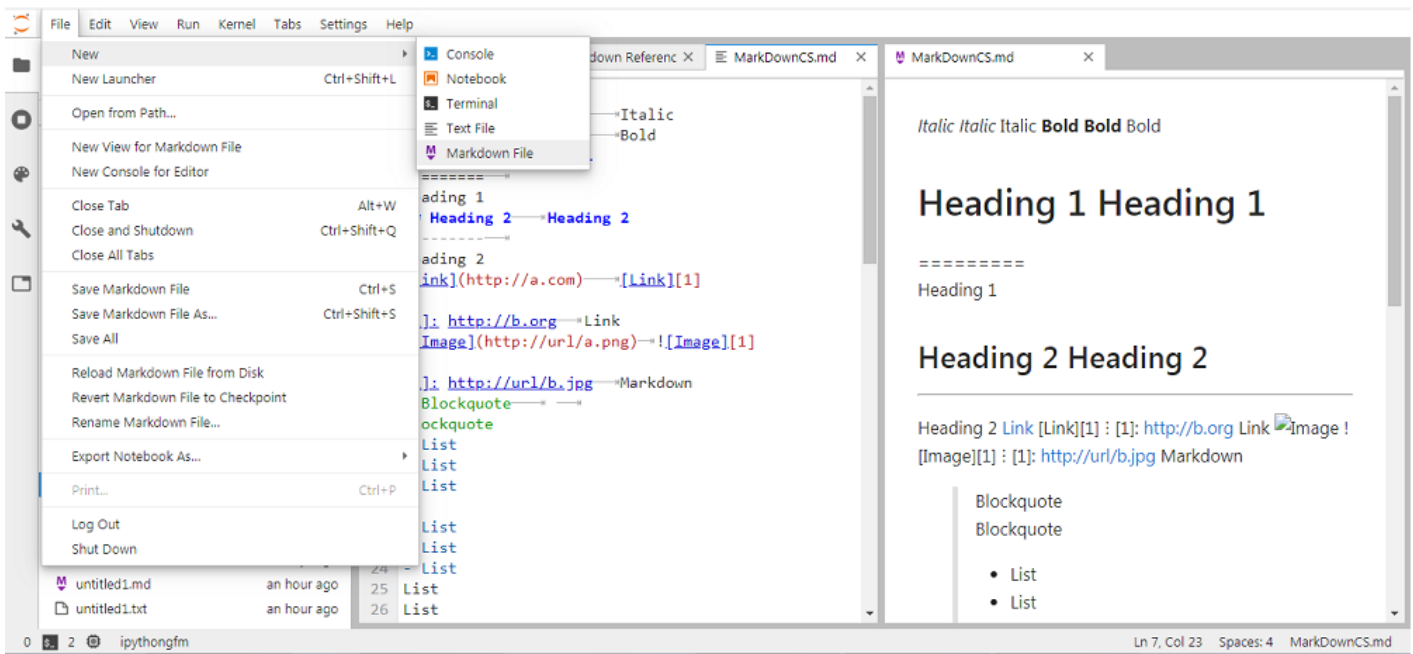 File Edit View Run Kernel Tabs Settings Help
New
New Launcher Ctrl+Shift+L
Open from Path...
New View for Markdown File
New Console for Editor
Close Tab Alt+W
Close and Shutdown Ctrl+Shift+Q
Close All Tabs
Save Markdown File Ctrl+S
Save Markdown File As... Ctrl+Shift+S
Save All
Reload Markdown File from Disk
Revert Markdown File to Checkpoint
Rename Markdown File...
Export Notebook As...
Print... Ctrl+P
Log Out
Shut Down
untitled1.md an hour ago
untitled1.txt an hour ago
Console
Notebook
Terminal
Text File
Markdown File
down Referenc
MarkDownCS.md
Italic
Bold
=======
ading 1
Heading 2 Heading 2
-------
ading 2
ink](http://a.com) [Link][1]
]: http://b.org Link
Image](http://url/a.png) ![Image][1]
]: http://url/b.jpg Markdown
Blockquote
ockquote
List
List
List
List
List
24 - List
25 List
26 List
MarkDownCS.md
Italic Italic Italic Bold Bold Bold
Heading 1 Heading 1
=========
Heading 1
Heading 2 Heading 2
Heading 2 Link [Link][1] ⋮ [1]: http://b.org Link Image !
[Image][1] ⋮ [1]: http://url/b.jpg Markdown
Blockquote
Blockquote
• List
• List
0 2 ipythongfm
Ln 7, Col 23 Spaces: 4 MarkDownCS.md